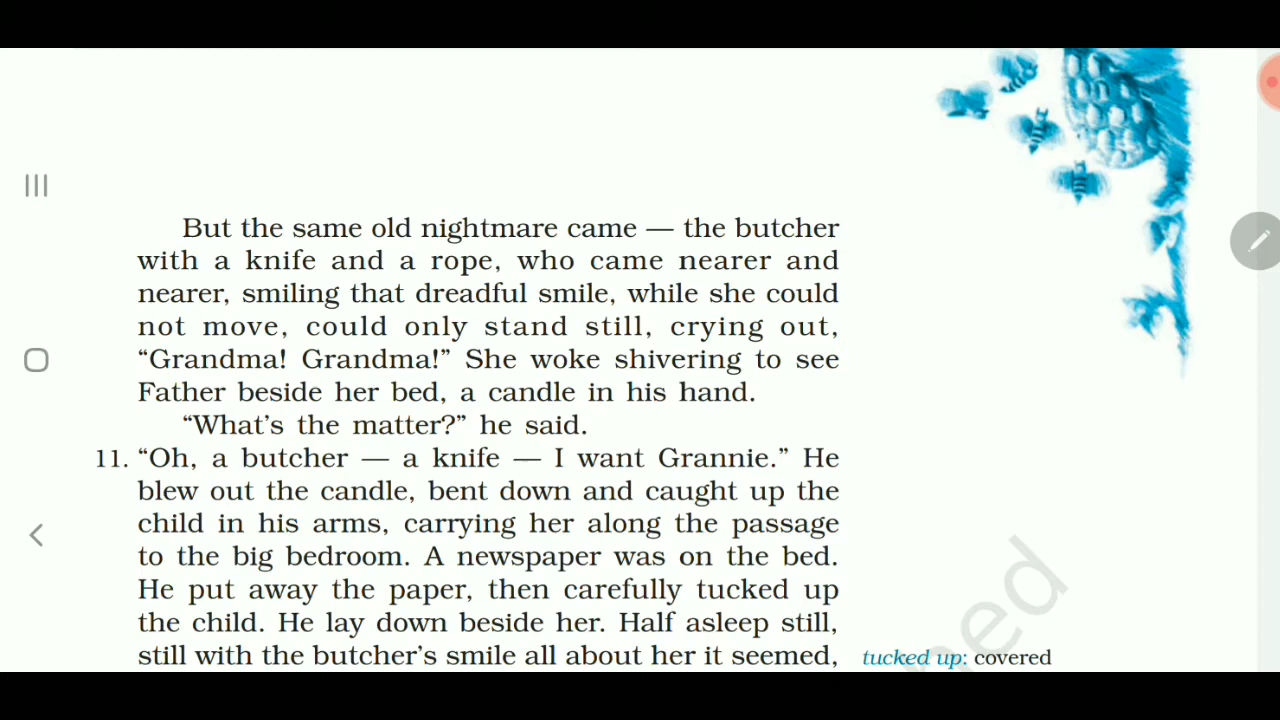 But the same old nightmare came — the butcher
with a knife and a rope, who came nearer and
nearer, smiling that dreadful smile, while she could
not move, could only stand still, crying out,
“Grandma! Grandma!” She woke shivering to see
Father beside her bed, a candle in his hand.
“What’s the matter?” he said.
11. “Oh, a butcher — a knife — I want Grannie.” He
blew out the candle, bent down and caught up the
child in his arms, carrying her along the passage
to the big bedroom. A newspaper was on the bed.
He put away the paper, then carefully tucked up
the child. He lay down beside her. Half asleep still,
still with the butcher’s smile all about her it seemed,
tucked up: covered